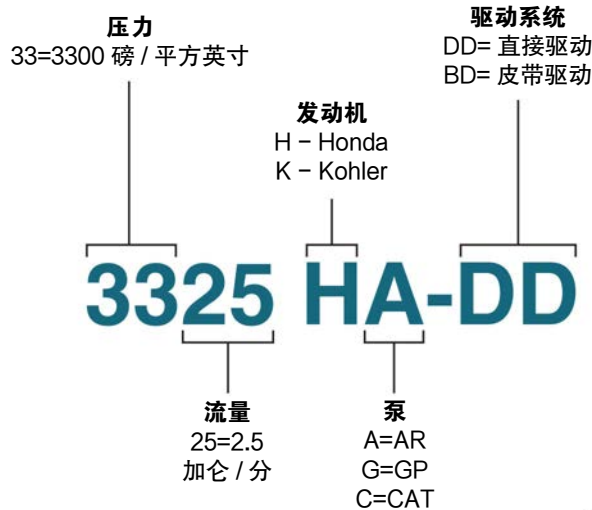 压力
33=3300 磅 / 平方英寸
驱动系统
DD= 直接驱动
BD= 皮带驱动
发动机
H – Honda
K – Kohler
3325 HA-DD
流量
25=2.5
加仑 / 分
泵
A=AR
G=GP
C=CAT